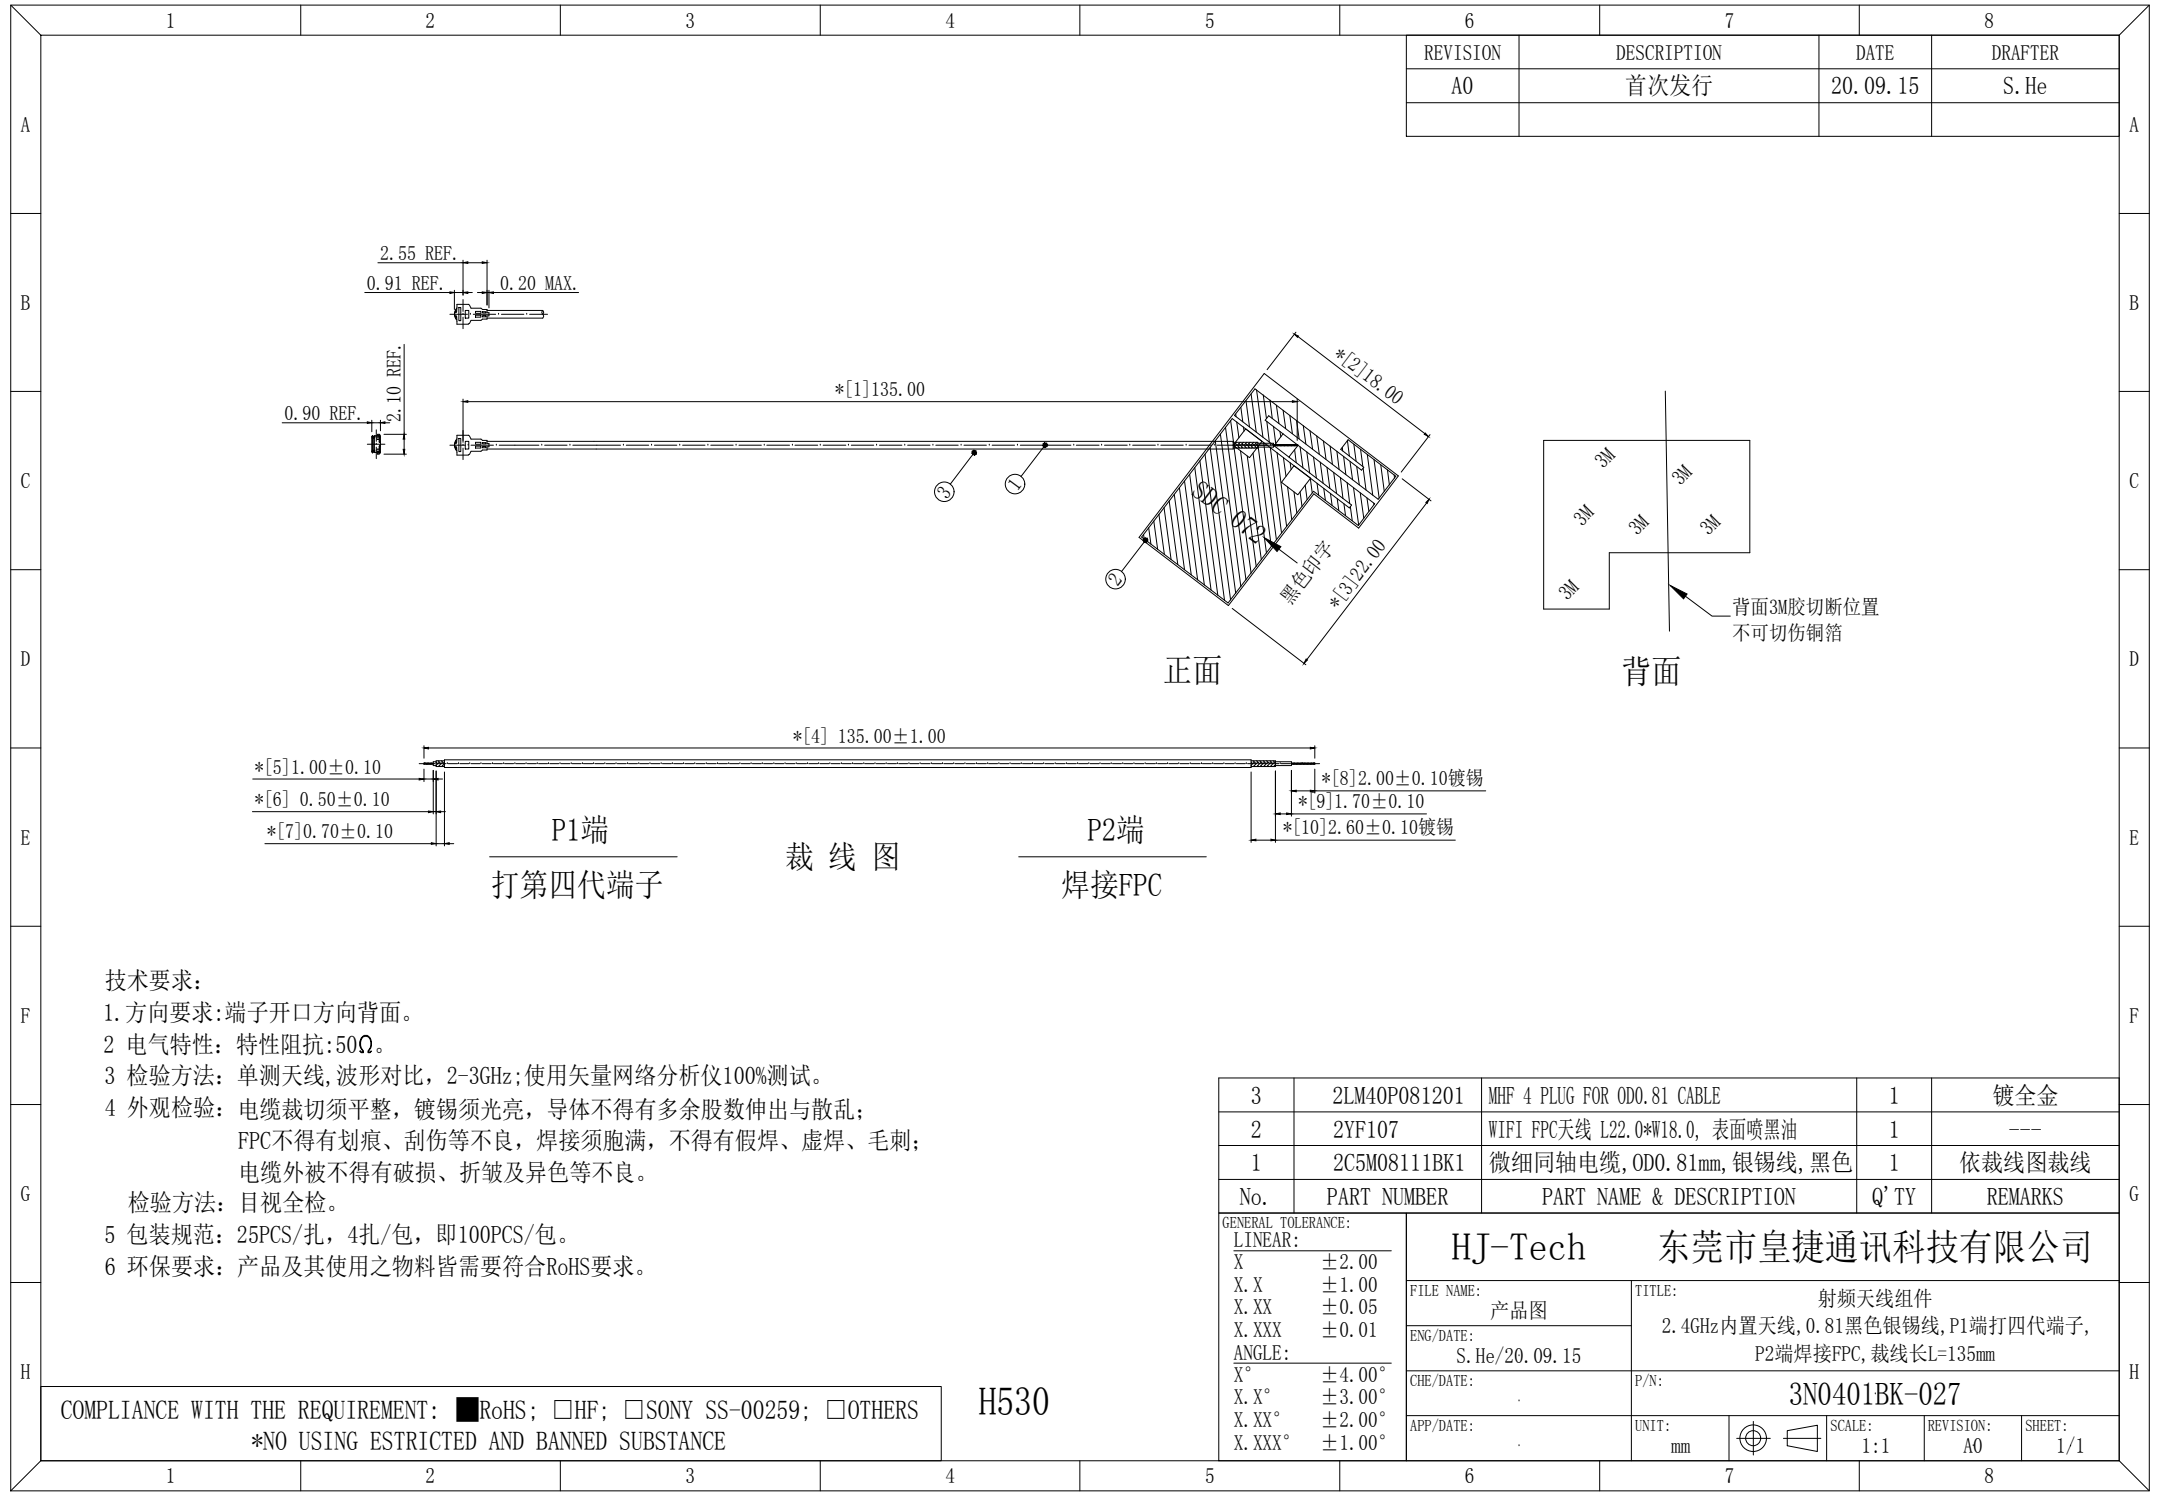 1 2 3 4 5 6 7 8
REVISION DESCRIPTION DATE DRAFTER
A0 首次发行 20.09.15 S.He
A A
B B
C C
D D
E E
F F
G G
H H
2.55 REF.
0.91 REF. 0.20 MAX.
2.10 REF.
0.90 REF.
*[1]135.00
*[2]18.00
*[3]22.00
③ ① ②
SDC 072
黑色印字
正面
3M 3M
3M 3M 3M
3M
背面3M胶切断位置
不可切伤铜箔
背面
*[4] 135.00±1.00
*[5]1.00±0.10
*[6] 0.50±0.10
*[7]0.70±0.10
*[8]2.00±0.10镀锡
*[9]1.70±0.10
*[10]2.60±0.10镀锡
P1端
打第四代端子
裁 线 图
P2端
焊接FPC
技术要求:
1.方向要求:端子开口方向背面。
2 电气特性: 特性阻抗:50Ω。
3 检验方法: 单测天线,波形对比, 2-3GHz;使用矢量网络分析仪100%测试。
4 外观检验: 电缆裁切须平整, 镀锡须光亮, 导体不得有多余股数伸出与散乱;
FPC不得有划痕、刮伤等不良, 焊接须胞满, 不得有假焊、虚焊、毛刺;
电缆外被不得有破损、折皱及异色等不良。
检验方法: 目视全检。
5 包装规范: 25PCS/扎, 4扎/包, 即100PCS/包。
6 环保要求: 产品及其使用之物料皆需要符合RoHS要求。
3 2LM40P081201 MHF 4 PLUG FOR OD0.81 CABLE 1 镀全金
2 2YF107 WIFI FPC天线 L22.0*W18.0, 表面喷黑油 1 ---
1 2C5M08111BK1 微细同轴电缆,OD0.81mm,银锡线,黑色 1 依裁线图裁线
No. PART NUMBER PART NAME & DESCRIPTION Q'TY REMARKS
GENERAL TOLERANCE:
LINEAR:
X ±2.00
X.X ±1.00
X.XX ±0.05
X.XXX ±0.01
ANGLE:
X° ±4.00°
X.X° ±3.00°
X.XX° ±2.00°
X.XXX° ±1.00°
HJ-Tech 东莞市皇捷通讯科技有限公司
FILE NAME:
产品图
ENG/DATE:
S.He/20.09.15
CHE/DATE:
.
APP/DATE:
.
TITLE:
射频天线组件
2.4GHz内置天线,0.81黑色银锡线,P1端打四代端子,
P2端焊接FPC,裁线长L=135mm
P/N:
3N0401BK-027
UNIT:
mm
SCALE:
1:1
REVISION:
A0
SHEET:
1/1
COMPLIANCE WITH THE REQUIREMENT: ■RoHS; □HF; □SONY SS-00259; □OTHERS
*NO USING ESTRICTED AND BANNED SUBSTANCE
H530
1 2 3 4 5 6 7 8